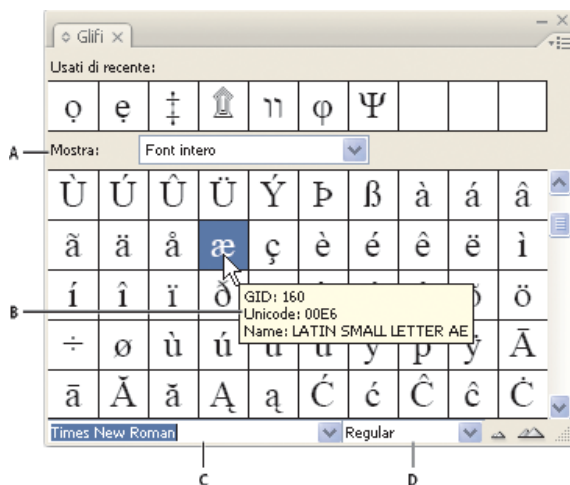 Glifi
Usati di recente:
ọ ẹ ‡ ײ φ Ψ
A Mostra: Font intero
Ù Ú Û Ü Ý Þ ß à á â
ã ä å æ ç è é ê ë ì
í î ï ð õ ö
GID: 160
B Unicode: 00E6
Name: LATIN SMALL LETTER AE
÷ ø ù ú û ü ý þ ÿ Ā
ā Ă ă Ą ą Ć ć Ĉ ĉ Ċ
Times New Roman Regular
C D